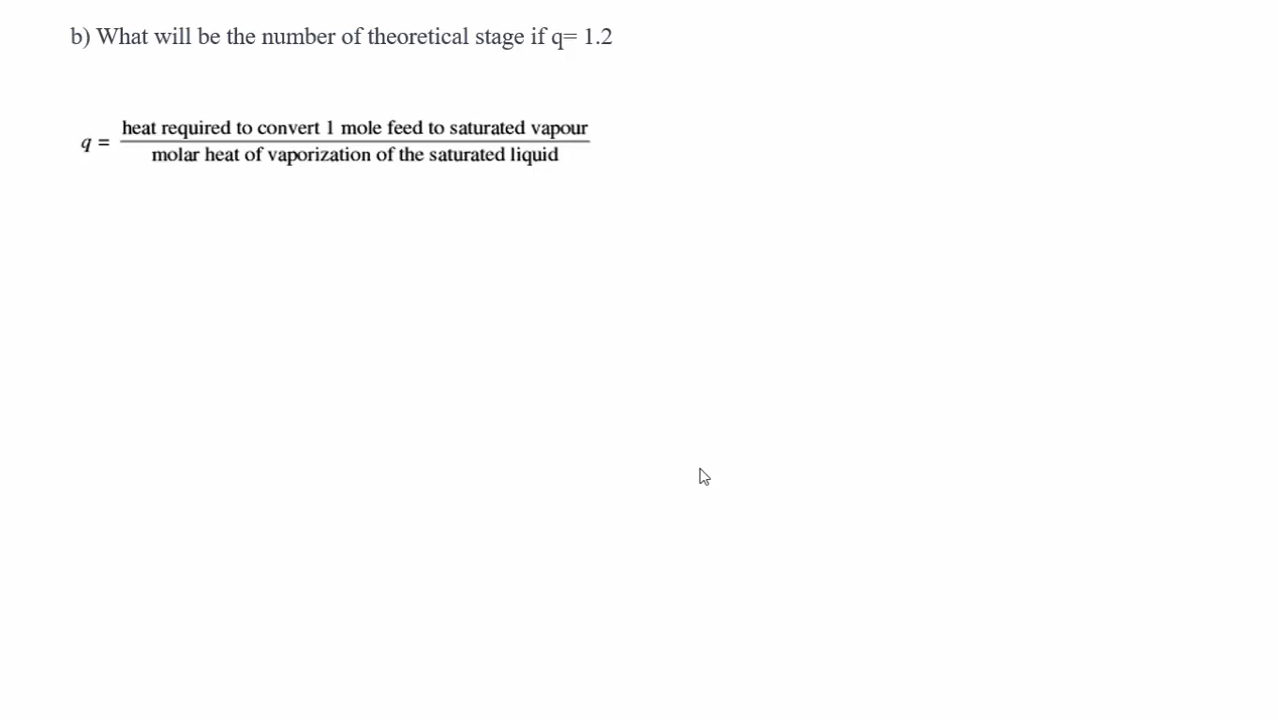 b) What will be the number of theoretical stage if q= 1.2
q = heat required to convert 1 mole feed to saturated vapour
molar heat of vaporization of the saturated liquid